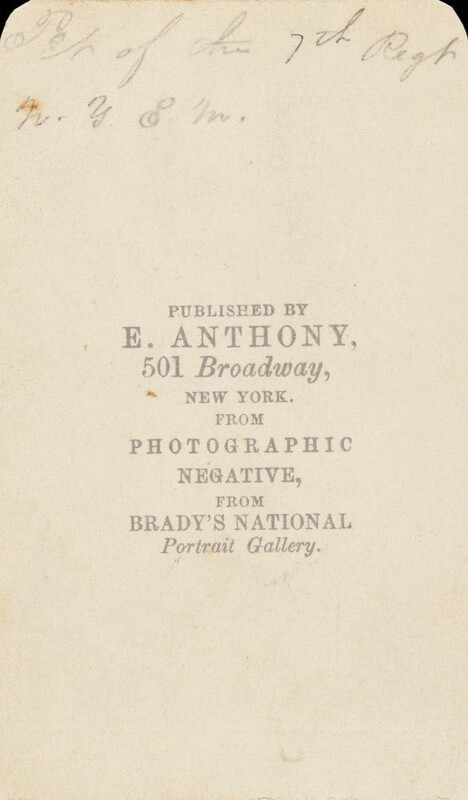 Pet of the 7th Regt
N. Y. S. M.
PUBLISHED BY
E. ANTHONY,
501 Broadway,
NEW YORK.
FROM
PHOTOGRAPHIC
NEGATIVE,
FROM
BRADY'S NATIONAL
Portrait Gallery.